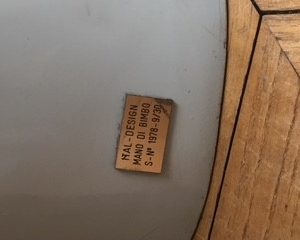 MAL-DESIGN
MANO DI BIMBO
S-Nº 1978-9/30